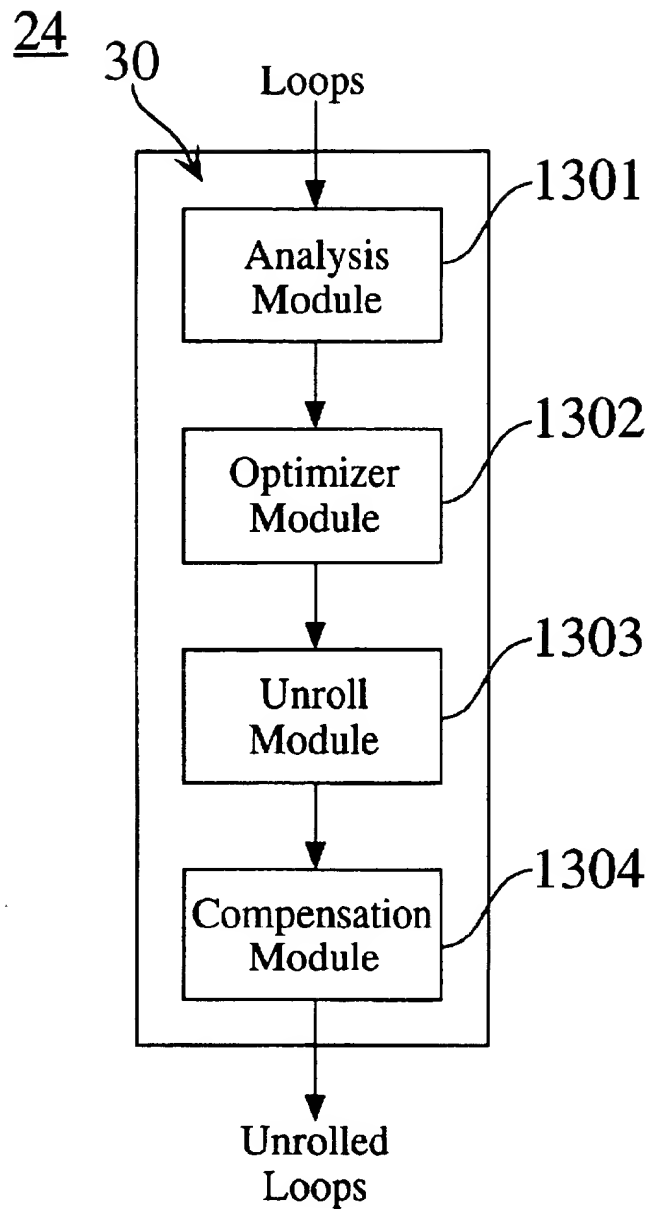 24
30
Loops
1301
Analysis
Module
1302
Optimizer
Module
1303
Unroll
Module
1304
Compensation
Module
Unrolled
Loops